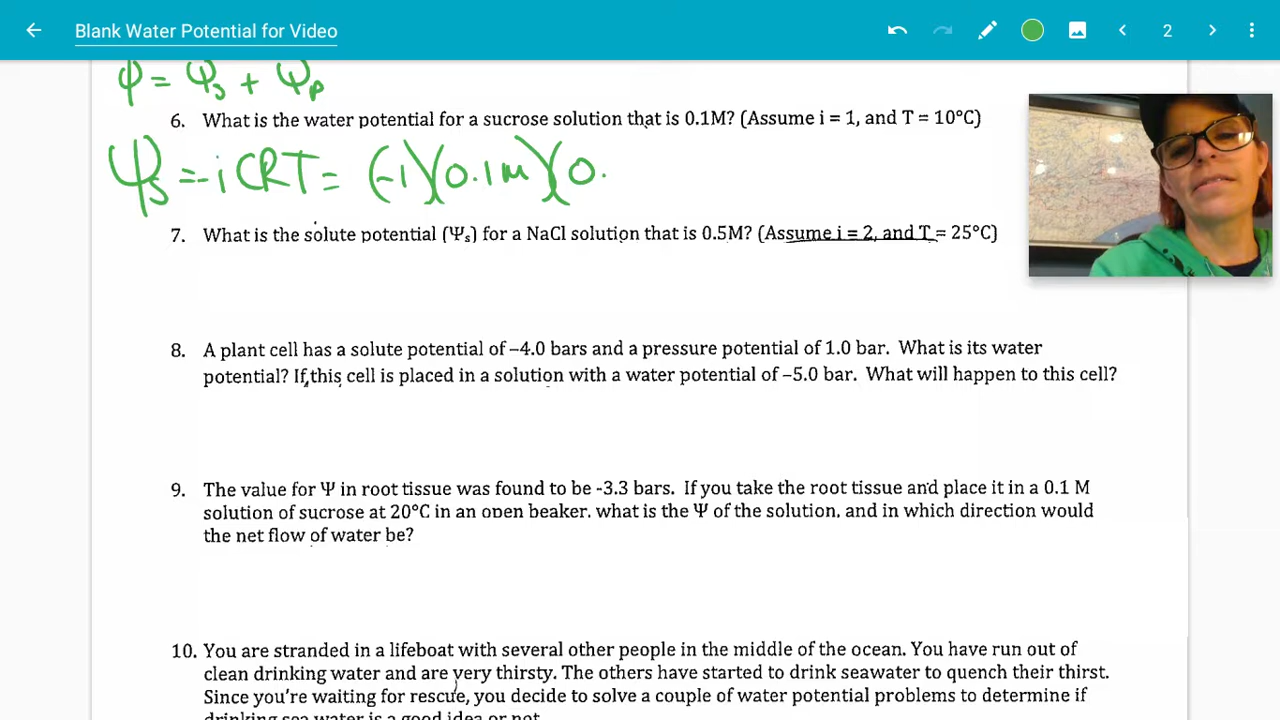 Blank Water Potential for Video
2
ψ = ψs + ψp
6. What is the water potential for a sucrose solution that is 0.1M? (Assume i = 1, and T = 10°C)
ψs = -iCRT = (-1)(0.1M)(0.
7. What is the solute potential (Ψs) for a NaCl solution that is 0.5M? (Assume i = 2, and T = 25°C)
8. A plant cell has a solute potential of –4.0 bars and a pressure potential of 1.0 bar. What is its water
potential? If this cell is placed in a solution with a water potential of –5.0 bar. What will happen to this cell?
9. The value for Ψ in root tissue was found to be -3.3 bars. If you take the root tissue and place it in a 0.1 M
solution of sucrose at 20°C in an open beaker, what is the Ψ of the solution, and in which direction would
the net flow of water be?
10. You are stranded in a lifeboat with several other people in the middle of the ocean. You have run out of
clean drinking water and are very thirsty. The others have started to drink seawater to quench their thirst.
Since you're waiting for rescue, you decide to solve a couple of water potential problems to determine if
drinking sea water is a good idea or not.